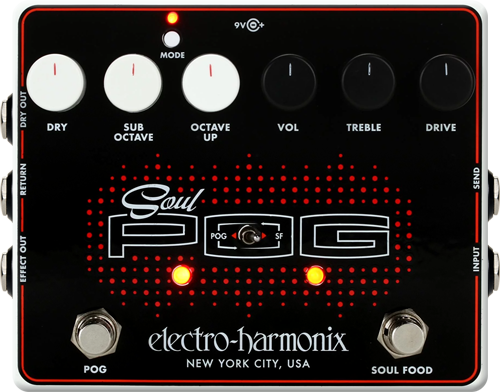 9V
MODE
DRY
SUB
OCTAVE
OCTAVE
UP
VOL
TREBLE
DRIVE
DRY OUT
RETURN
EFFECT OUT
SEND
INPUT
Soul
POG
POG
SF
electro-harmonix
NEW YORK CITY, USA
POG
SOUL FOOD